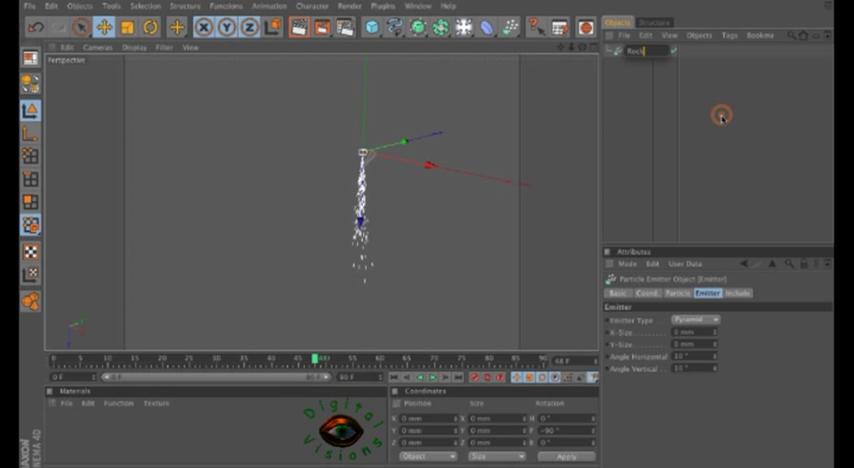 File Edit Objects Tools Selection Structure Functions Animation Character Render Plugins Window Help
Objects Structure
File Edit View Objects Tags Bookma
Rock
Edit Cameras Display Filter View
Perspective
X Y Z
Attributes
Mode Edit User Data
Particle Emitter Object [Emitter]
Basic Coord. Particle Emitter Include
Emitter
Emitter Type Pyramid
X-Size 0 mm
Y-Size 0 mm
Angle Horizontal 10 °
Angle Vertical 10 °
0 5 10 15 20 25 30 35 40 45 48 55 60 65 70 75 80 85 90 48 F
0 F 0 F 90 F 90 F
Materials
File Edit Function Texture
Digital Visions
Coordinates
Position Size Rotation
X 0 mm X 0 mm H 0 °
Y 0 mm Y 0 mm P -90 °
Z 0 mm Z 0 mm B 0 °
Object Size Apply